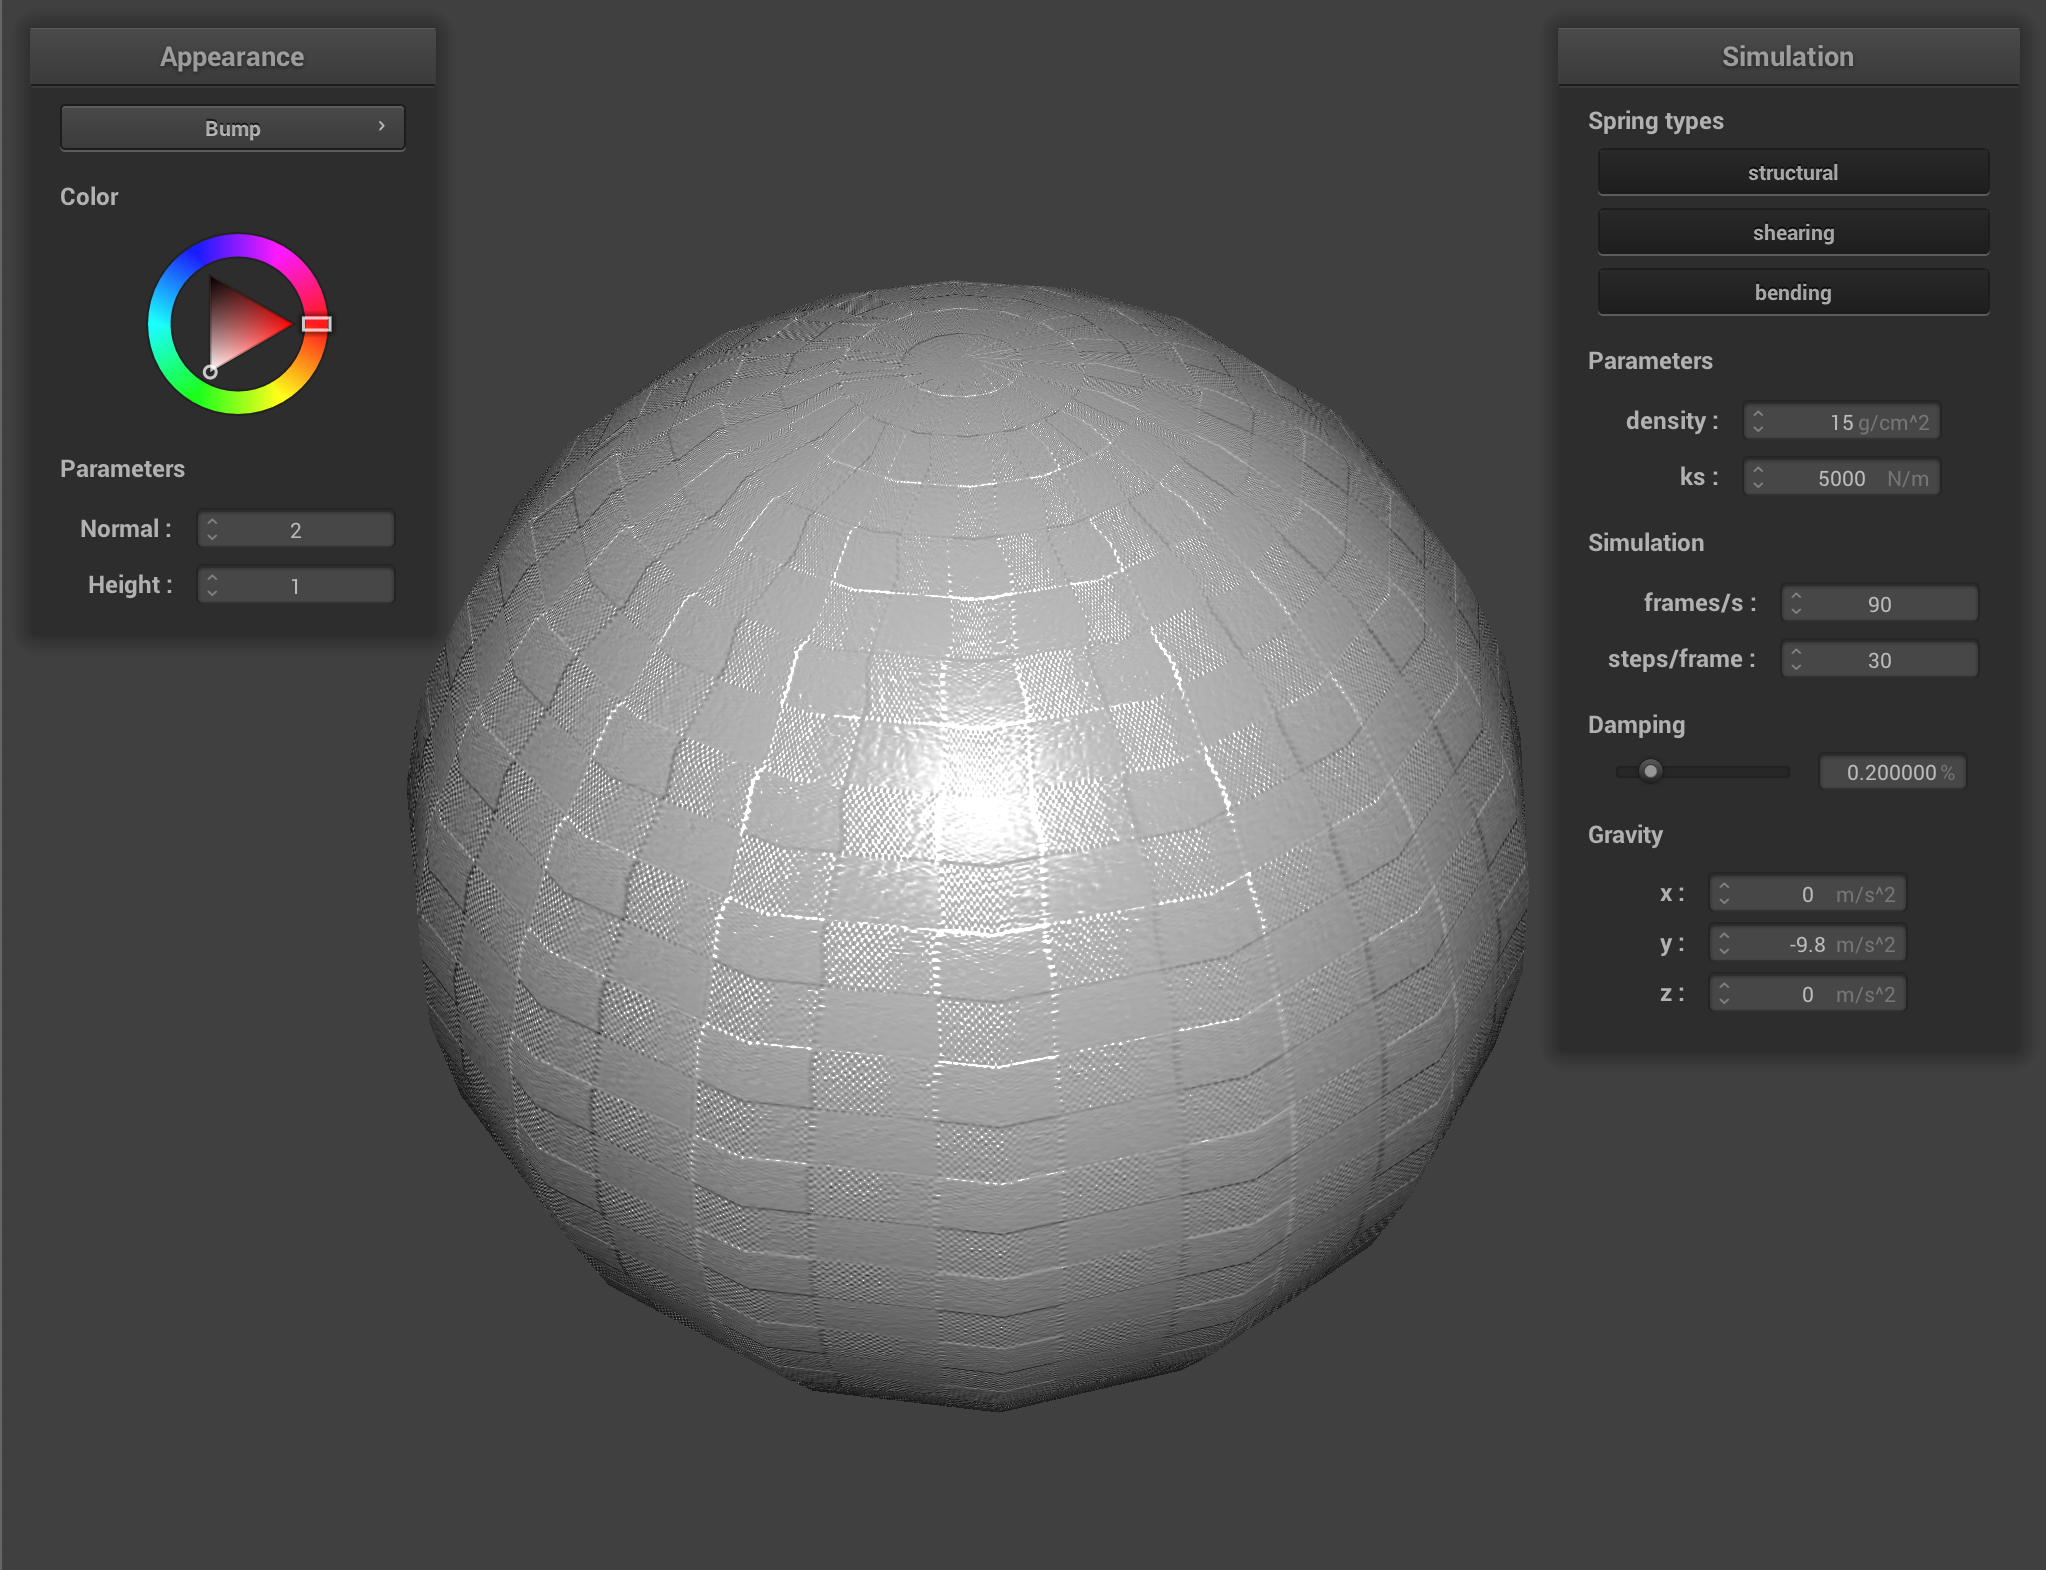 Appearance
Bump
Color
Parameters
Normal : 2
Height : 1
Simulation
Spring types
structural
shearing
bending
Parameters
density : 15 g/cm^2
ks : 5000 N/m
Simulation
frames/s : 90
steps/frame : 30
Damping
0.200000 %
Gravity
x : 0 m/s^2
y : -9.8 m/s^2
z : 0 m/s^2